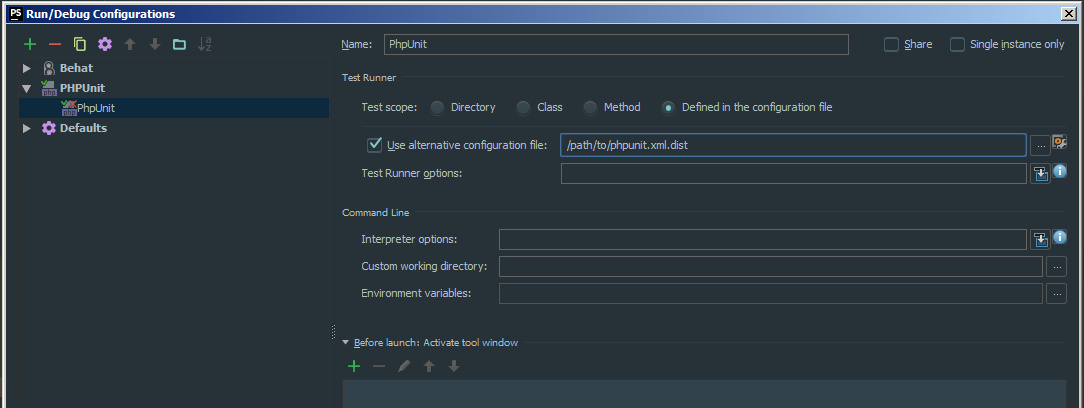 PS Run/Debug Configurations
Name: PhpUnit Share Single instance only
Behat
PHPUnit
php PhpUnit
Defaults
Test Runner
Test scope: Directory Class Method Defined in the configuration file
Use alternative configuration file: /path/to/phpunit.xml.dist ...
Test Runner options:
Command Line
Interpreter options:
Custom working directory: ...
Environment variables: ...
Before launch: Activate tool window